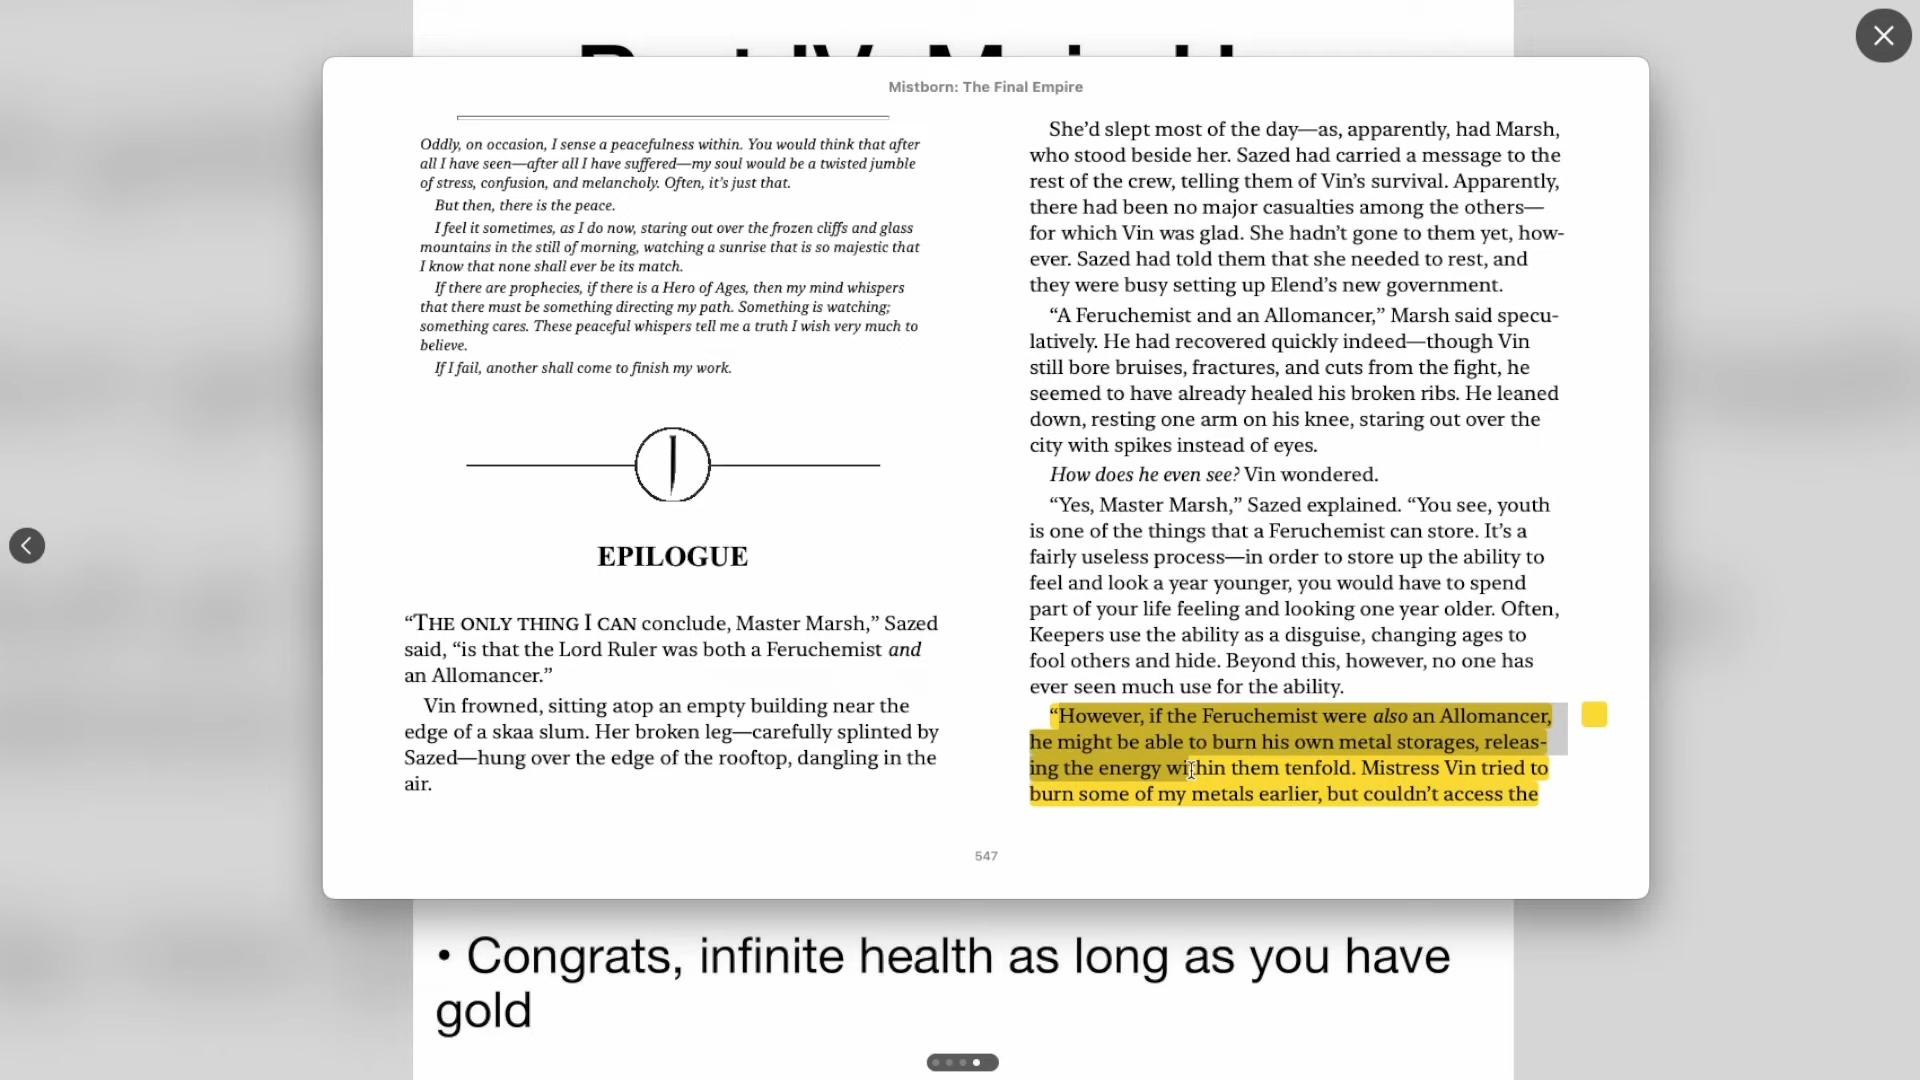 Mistborn: The Final Empire
Oddly, on occasion, I sense a peacefulness within. You would think that after
all I have seen—after all I have suffered—my soul would be a twisted jumble
of stress, confusion, and melancholy. Often, it’s just that.
But then, there is the peace.
I feel it sometimes, as I do now, staring out over the frozen cliffs and glass
mountains in the still of morning, watching a sunrise that is so majestic that
I know that none shall ever be its match.
If there are prophecies, if there is a Hero of Ages, then my mind whispers
that there must be something directing my path. Something is watching;
something cares. These peaceful whispers tell me a truth I wish very much to
believe.
If I fail, another shall come to finish my work.
EPILOGUE
“THE ONLY THING I CAN conclude, Master Marsh,” Sazed
said, “is that the Lord Ruler was both a Feruchemist and
an Allomancer.”
Vin frowned, sitting atop an empty building near the
edge of a skaa slum. Her broken leg—carefully splinted by
Sazed—hung over the edge of the rooftop, dangling in the
air.
She’d slept most of the day—as, apparently, had Marsh,
who stood beside her. Sazed had carried a message to the
rest of the crew, telling them of Vin’s survival. Apparently,
there had been no major casualties among the others—
for which Vin was glad. She hadn’t gone to them yet, how-
ever. Sazed had told them that she needed to rest, and
they were busy setting up Elend’s new government.
“A Feruchemist and an Allomancer,” Marsh said specu-
latively. He had recovered quickly indeed—though Vin
still bore bruises, fractures, and cuts from the fight, he
seemed to have already healed his broken ribs. He leaned
down, resting one arm on his knee, staring out over the
city with spikes instead of eyes.
How does he even see? Vin wondered.
“Yes, Master Marsh,” Sazed explained. “You see, youth
is one of the things that a Feruchemist can store. It’s a
fairly useless process—in order to store up the ability to
feel and look a year younger, you would have to spend
part of your life feeling and looking one year older. Often,
Keepers use the ability as a disguise, changing ages to
fool others and hide. Beyond this, however, no one has
ever seen much use for the ability.
“However, if the Feruchemist were also an Allomancer,
he might be able to burn his own metal storages, releas-
ing the energy within them tenfold. Mistress Vin tried to
burn some of my metals earlier, but couldn’t access the
547
• Congrats, infinite health as long as you have
gold